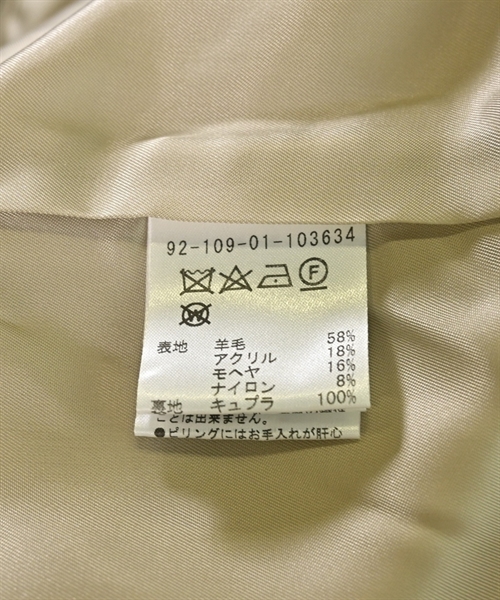 92-109-01-103634
F
W
表地 羊毛 58%
アクリル 18%
モヘヤ 16%
ナイロン 8%
裏地 キュプラ 100%
ことは出来ません。
●ピリングにはお手入れが肝心